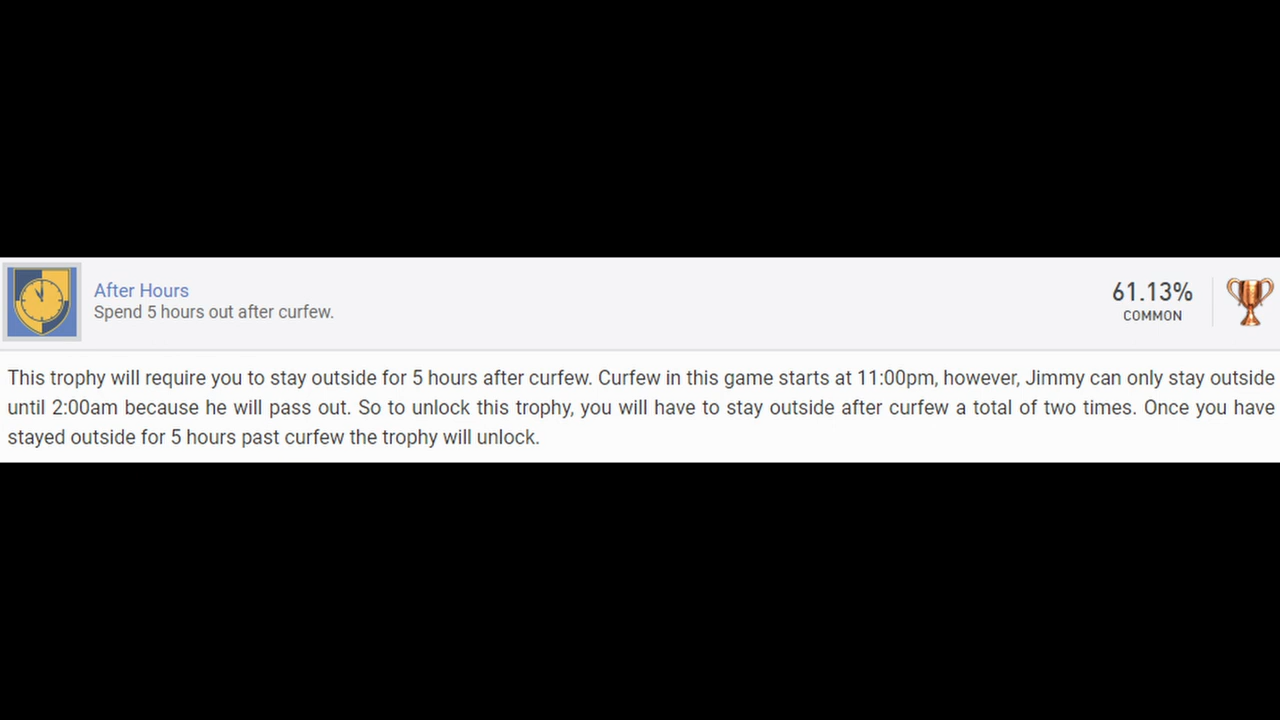 After Hours
Spend 5 hours out after curfew.
61.13%
COMMON
This trophy will require you to stay outside for 5 hours after curfew. Curfew in this game starts at 11:00pm, however, Jimmy can only stay outside
until 2:00am because he will pass out. So to unlock this trophy, you will have to stay outside after curfew a total of two times. Once you have
stayed outside for 5 hours past curfew the trophy will unlock.